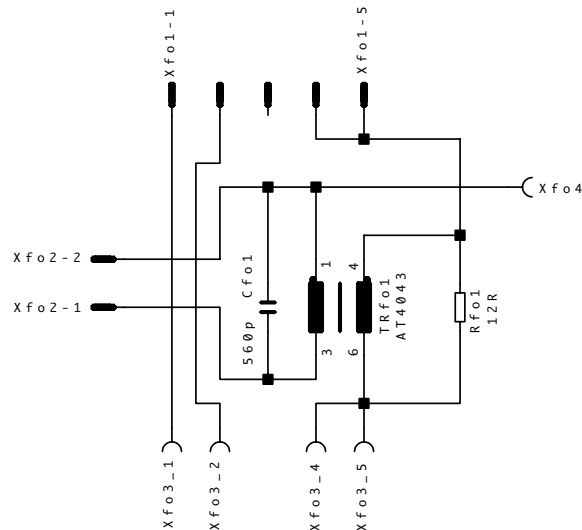 Xfo1-1
Xfo1-5
Xfo4
Xfo2-2
Xfo2-1
Cfo1
560p
1
3
4
6
TRfo1
AT4043
Rfo1
12R
Xfo3_1
Xfo3_2
Xfo3_4
Xfo3_5